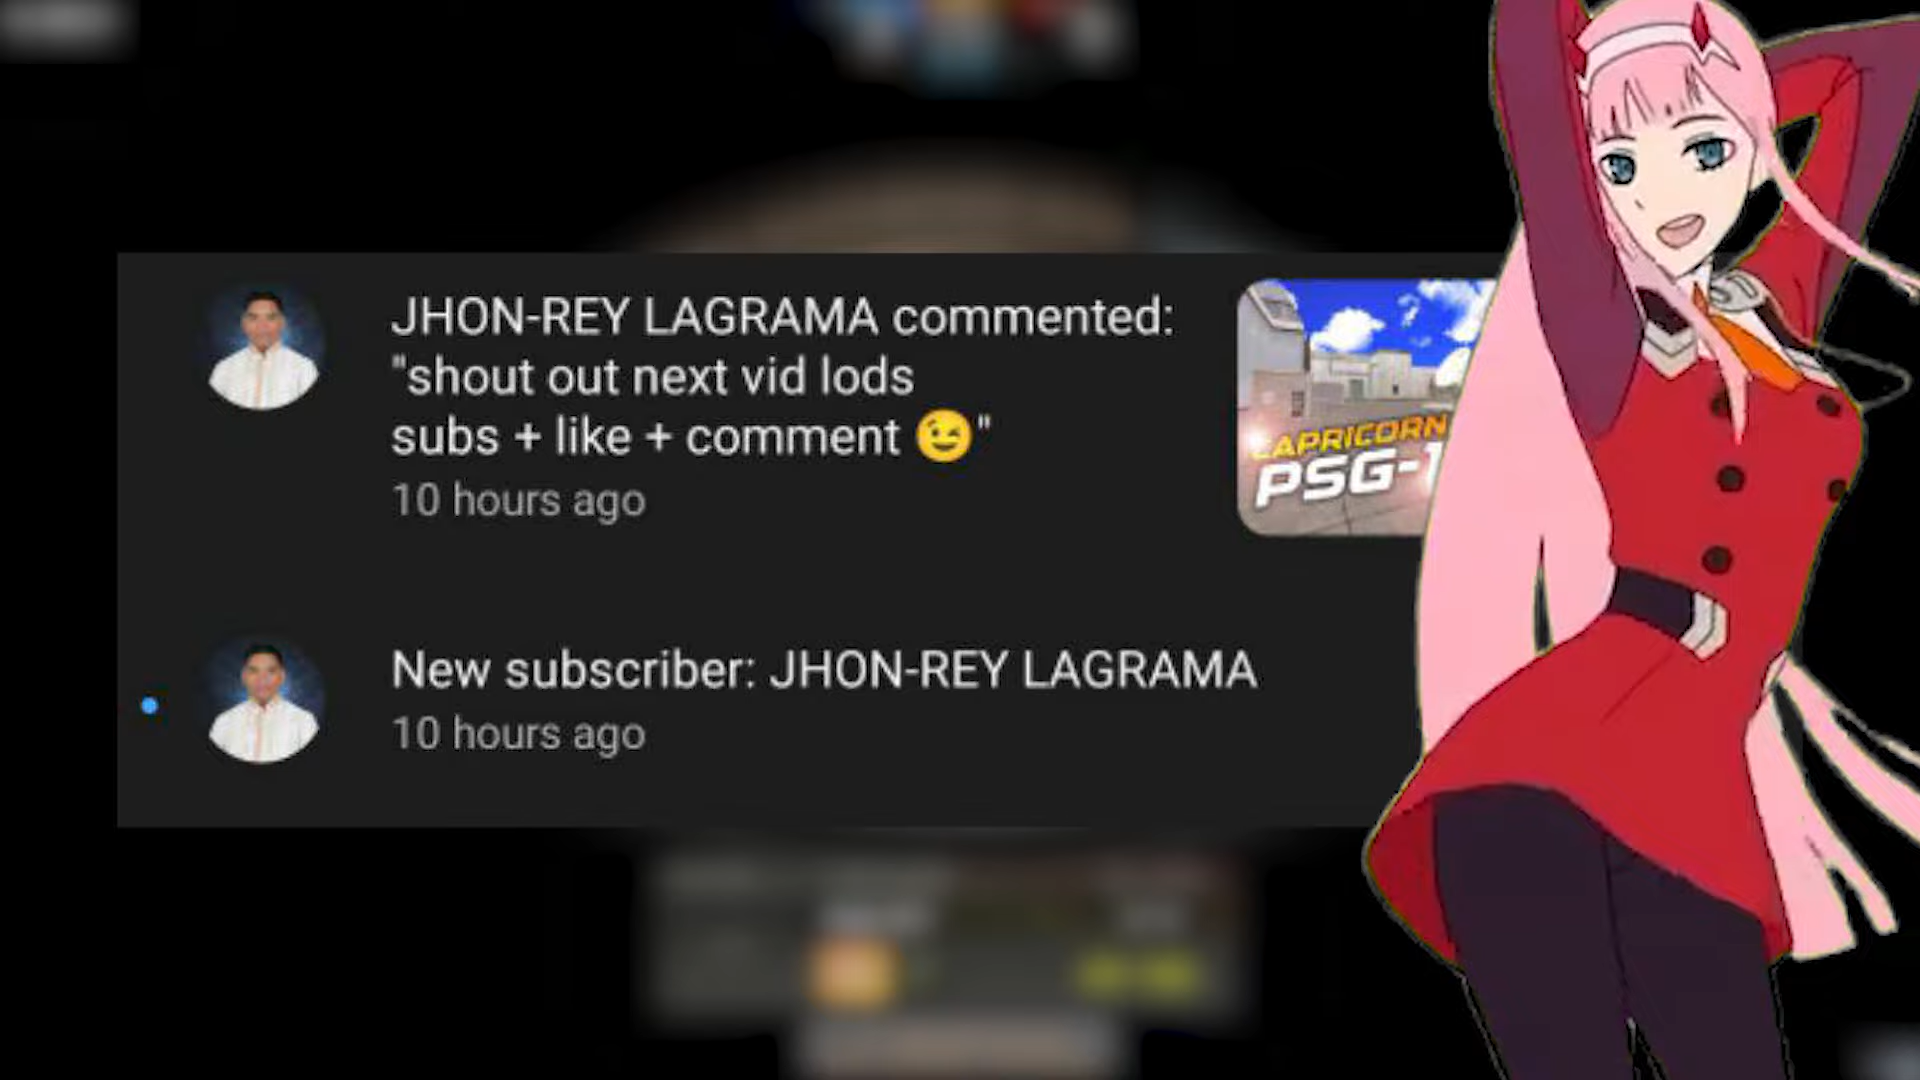 JHON-REY LAGRAMA commented:
"shout out next vid lods
subs + like + comment 😉"
10 hours ago
CAPRICORN
PSG-1
New subscriber: JHON-REY LAGRAMA
10 hours ago